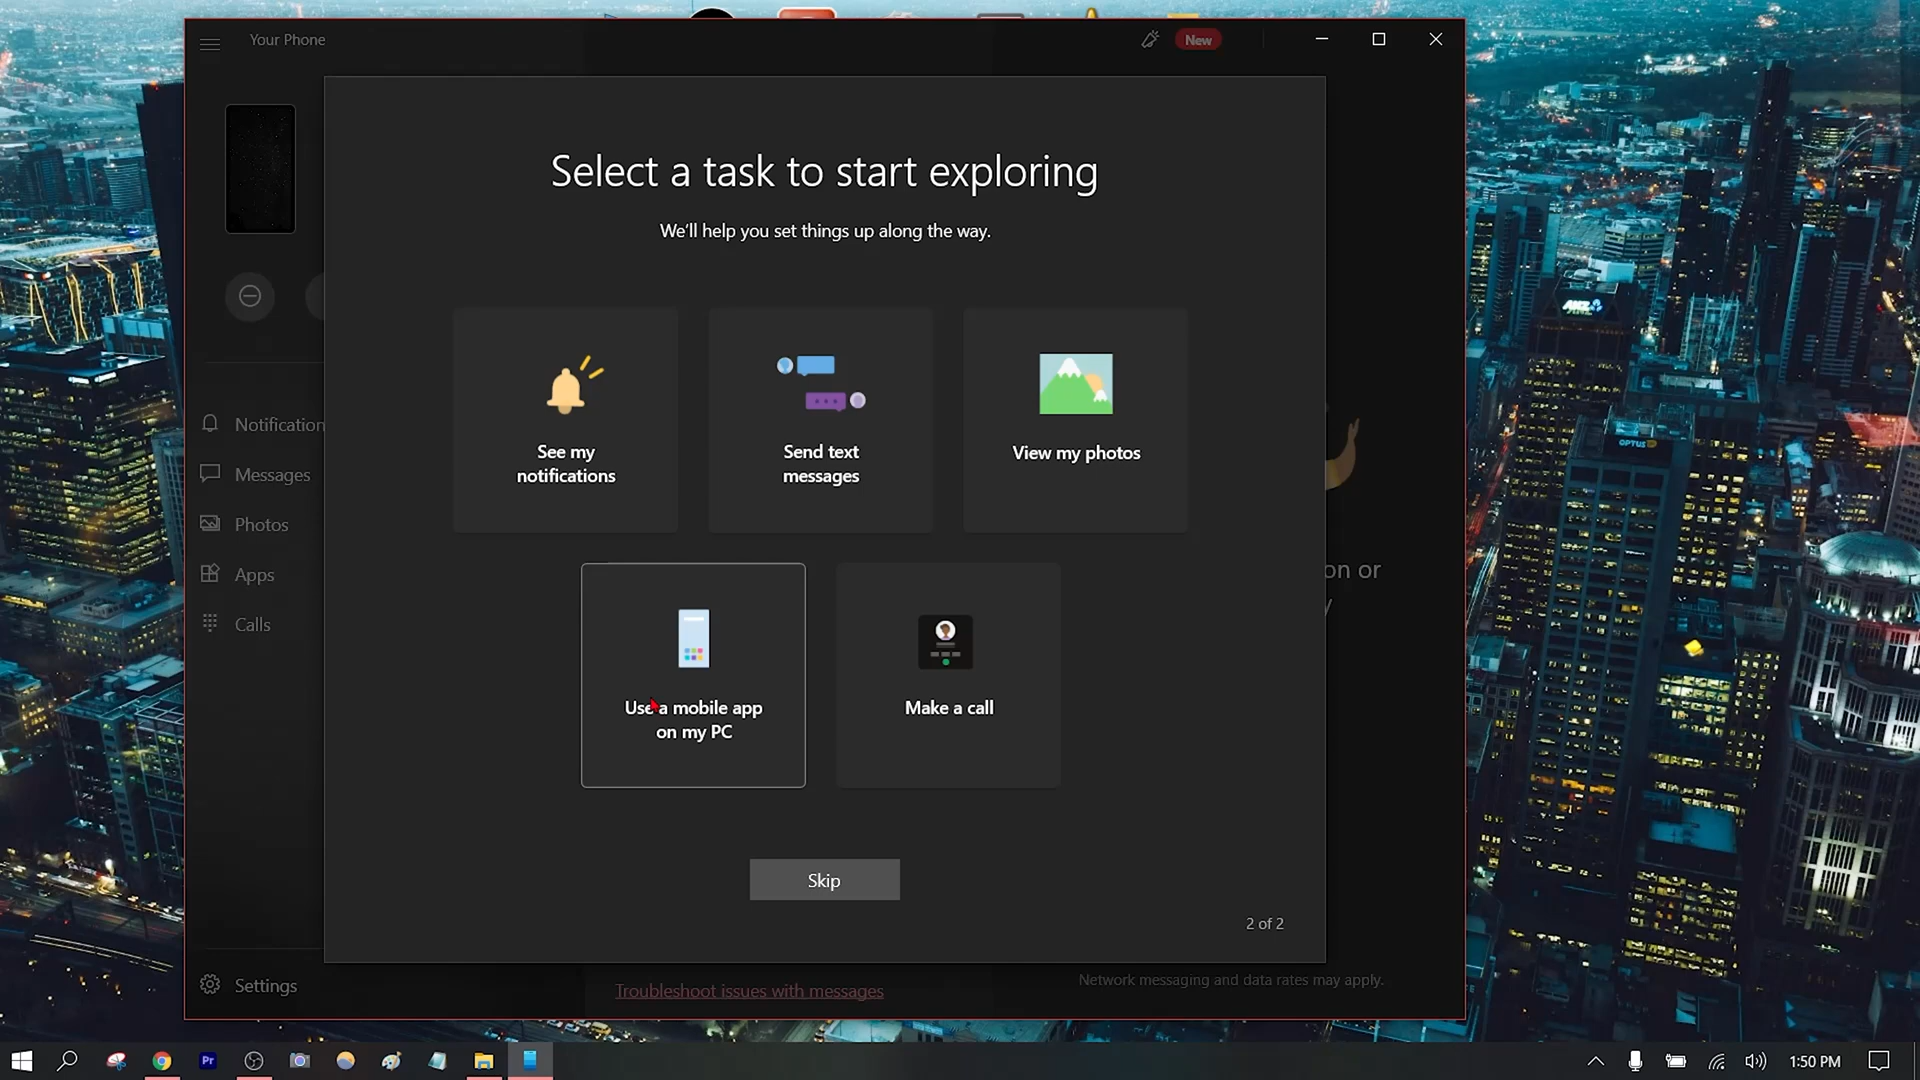 Your Phone
New
Select a task to start exploring
We'll help you set things up along the way.
See my
notifications
Send text
messages
View my photos
Use a mobile app
on my PC
Make a call
Skip
2 of 2
Notification
Messages
Photos
Apps
Calls
Settings
on or
Troubleshoot issues with messages
Network messaging and data rates may apply.
ANZ
OPTUS
Pr
1:50 PM